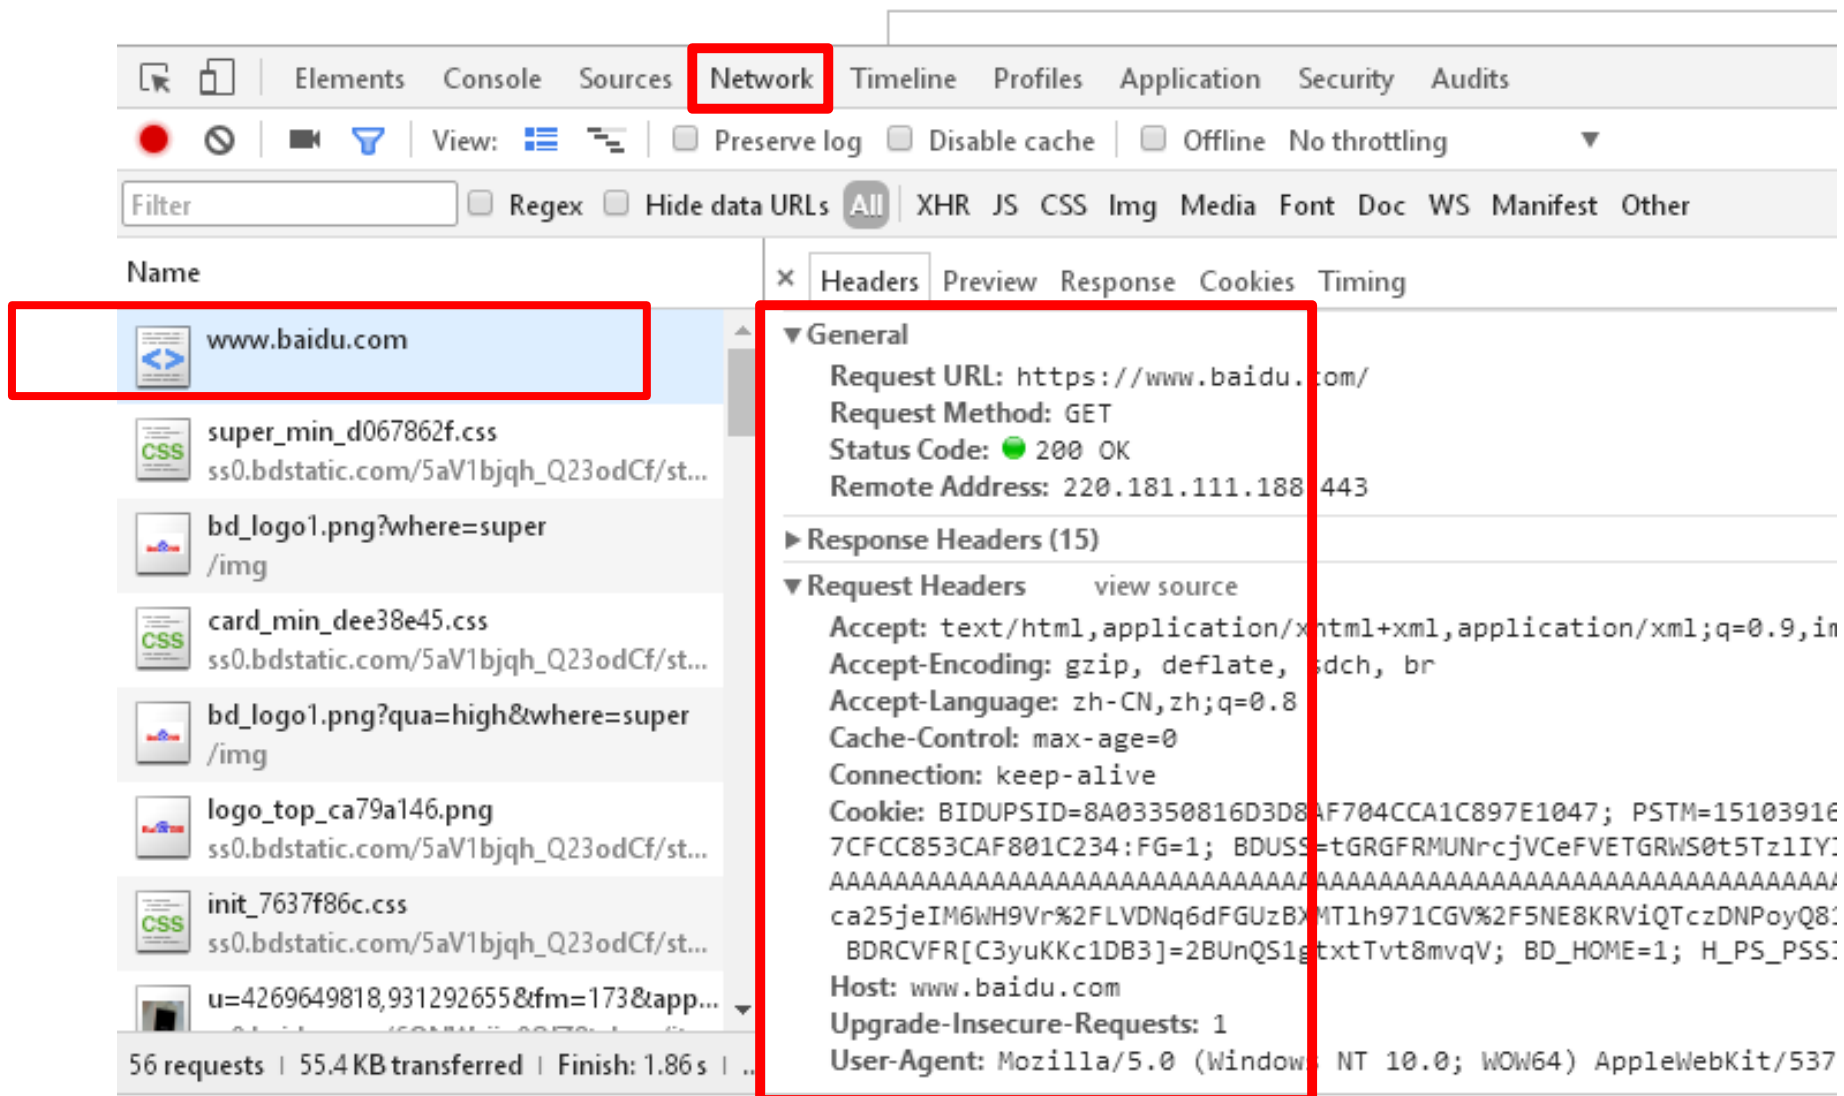 Elements Console Sources Network Timeline Profiles Application Security Audits
View: Preserve log Disable cache Offline No throttling
Filter Regex Hide data URLs All XHR JS CSS Img Media Font Doc WS Manifest Other
Name
www.baidu.com
super_min_d067862f.css
ss0.bdstatic.com/5aV1bjqh_Q23odCf/st...
bd_logo1.png?where=super
/img
card_min_dee38e45.css
ss0.bdstatic.com/5aV1bjqh_Q23odCf/st...
bd_logo1.png?qua=high&where=super
/img
logo_top_ca79a146.png
ss0.bdstatic.com/5aV1bjqh_Q23odCf/st...
init_7637f86c.css
ss0.bdstatic.com/5aV1bjqh_Q23odCf/st...
u=4269649818,931292655&fm=173&app...
56 requests | 55.4 KB transferred | Finish: 1.86 s | ...
× Headers Preview Response Cookies Timing
General
Request URL: https://www.baidu.com/
Request Method: GET
Status Code: 200 OK
Remote Address: 220.181.111.188:443
Response Headers (15)
Request Headers view source
Accept: text/html,application/xhtml+xml,application/xml;q=0.9,im
Accept-Encoding: gzip, deflate, sdch, br
Accept-Language: zh-CN,zh;q=0.8
Cache-Control: max-age=0
Connection: keep-alive
Cookie: BIDUPSID=8A03350816D3D8AF704CCA1C897E1047; PSTM=15103916
7CFCC853CAF801C234:FG=1; BDUSS=tGRGFRMUNrcjVCeFVETGRWS0t5TzlIY
AAAAAAAAAAAAAAAAAAAAAAAAAAAAAAAAAAAAAAAAAAAAAAAAAAAAAAAAAAAAAAAA
ca25jeIM6WH9Vr%2FLVDNq6dFGUzBXMTlh971CGV%2F5NE8KRViQTczDNPoyQ81
BDRCVFR[C3yuKKc1DB3]=2BUnQS1gtxtTvt8mvqV; BD_HOME=1; H_PS_PSS
Host: www.baidu.com
Upgrade-Insecure-Requests: 1
User-Agent: Mozilla/5.0 (Windows NT 10.0; WOW64) AppleWebKit/537